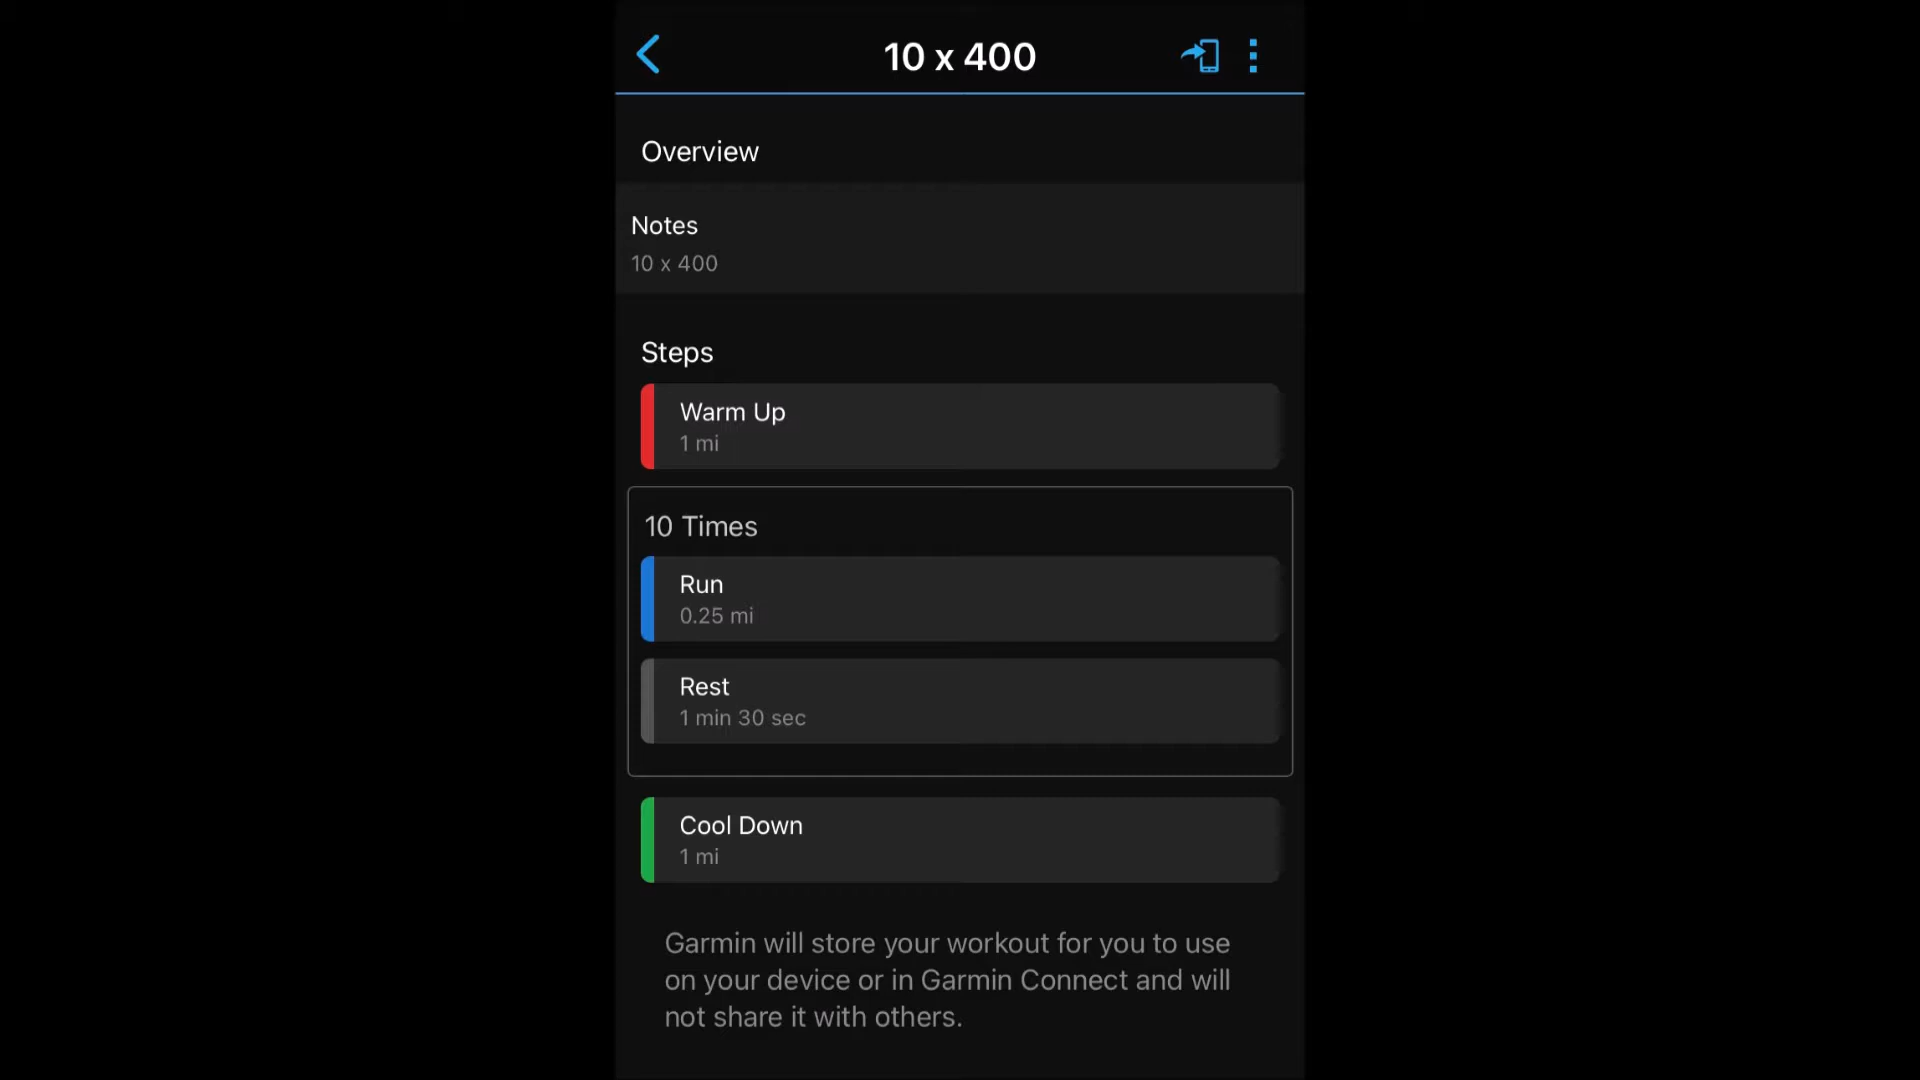 10 x 400
Overview
Notes
10 x 400
Steps
Warm Up
1 mi
10 Times
Run
0.25 mi
Rest
1 min 30 sec
Cool Down
1 mi
Garmin will store your workout for you to use
on your device or in Garmin Connect and will
not share it with others.